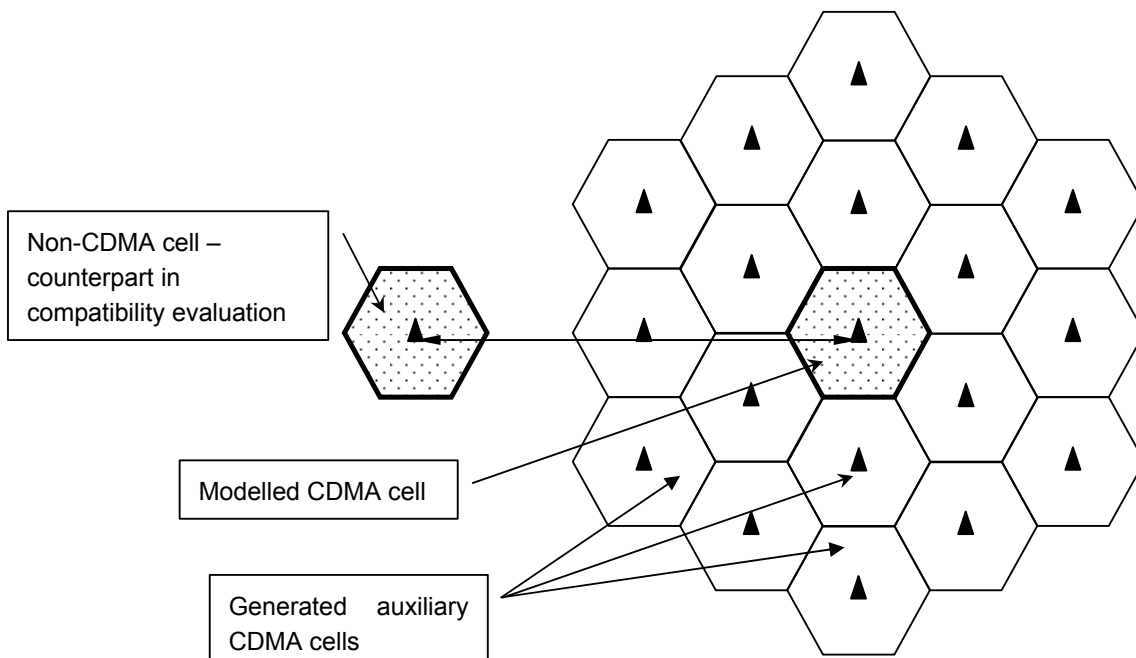 Non-CDMA cell –
counterpart in
compatibility evaluation
Modelled CDMA cell
Generated auxiliary
CDMA cells